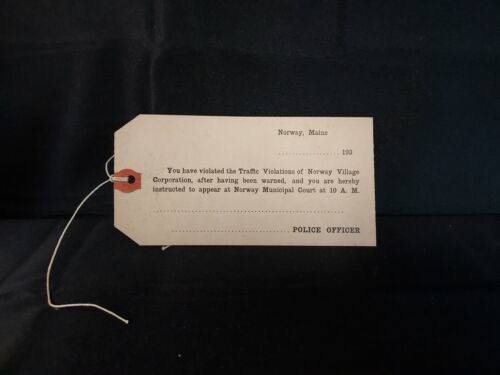 Norway, Maine
.................... 193
You have violated the Traffic Violations of Norway Village
Corporation, after having been warned, and you are hereby
instructed to appear at Norway Municipal Court at 10 A. M.
............................................................
........................................ POLICE OFFICER